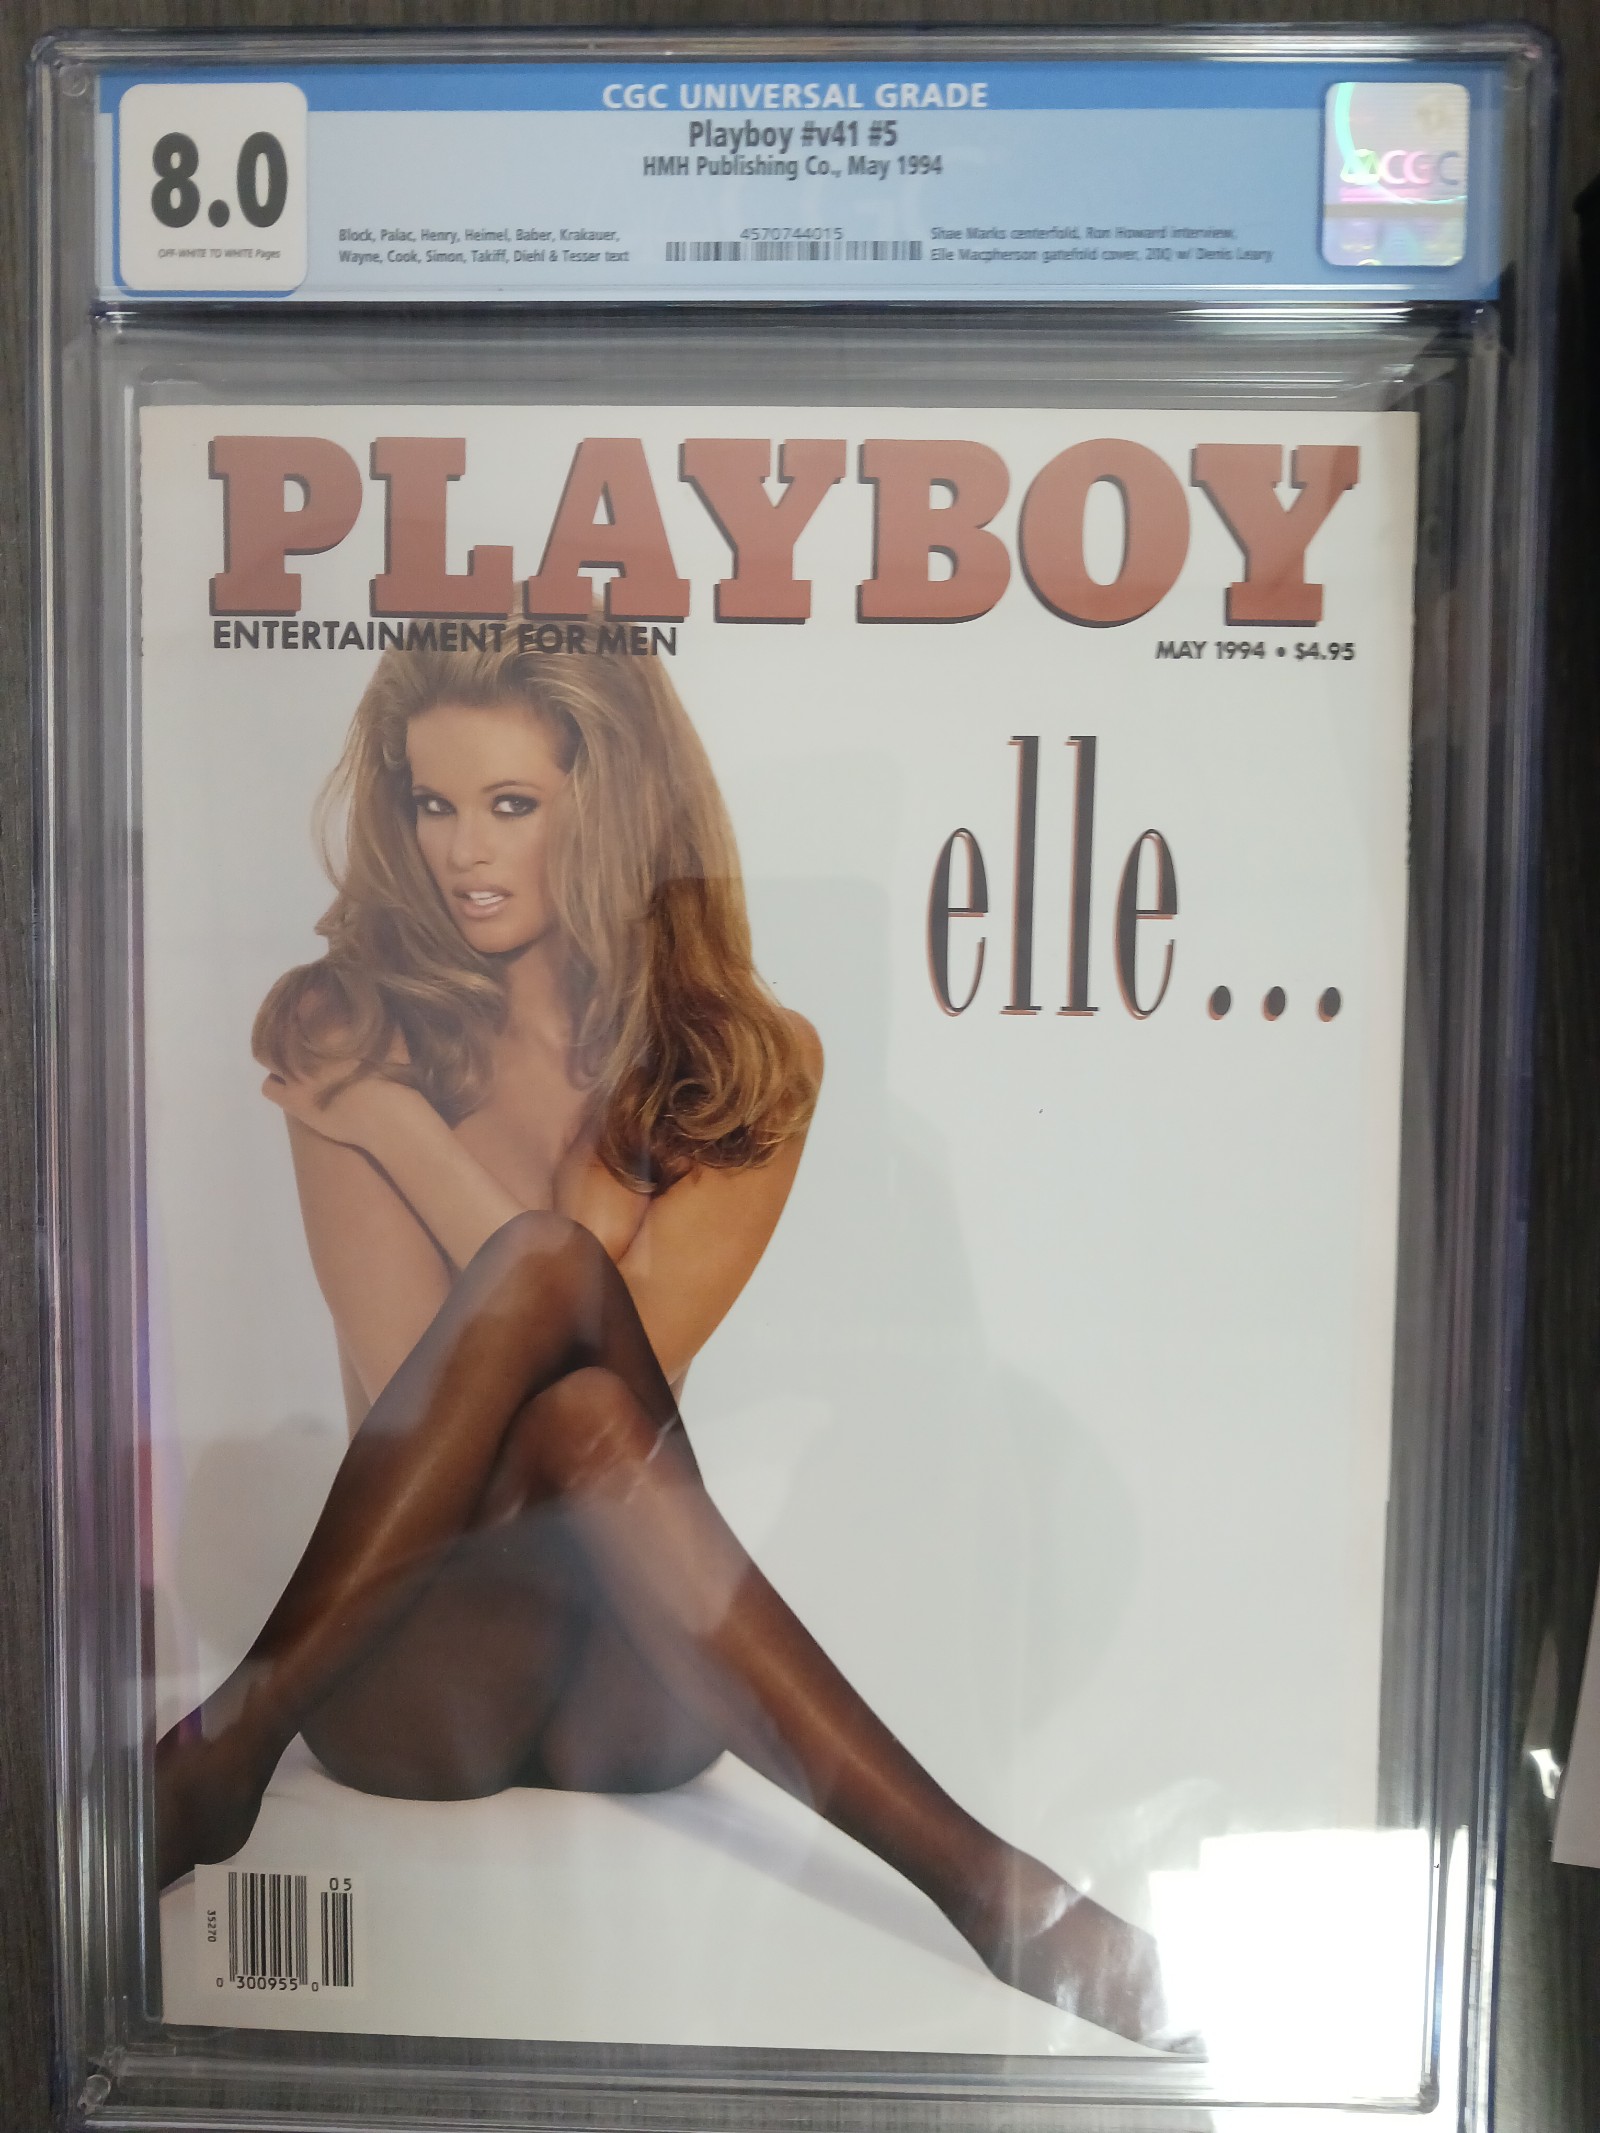 CGC UNIVERSAL GRADE
8.0
OFF-WHITE TO WHITE Pages
Playboy #v41 #5
HMH Publishing Co., May 1994
Block, Palac, Henry, Heimel, Baber, Krakauer,
Wayne, Cook, Simon, Takiff, Diehl & Tesser text
4570744015
Shae Marks centerfold, Ron Howard interview,
Elle Macpherson gatefold cover, 20Q w/ Denis Leary
CGC
PLAYBOY
ENTERTAINMENT FOR MEN
MAY 1994 • $4.95
elle...
05
35270
0 300955 0